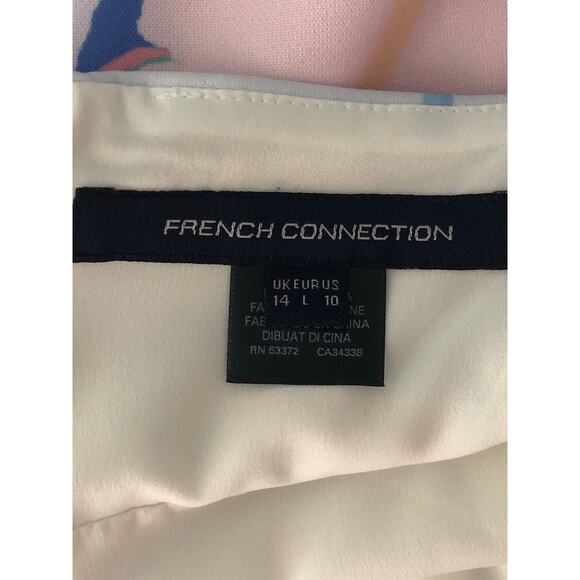 FRENCH CONNECTION
UK EUR US
14 L 10
DIBUAT DI CINA
RN 53372 CA34338